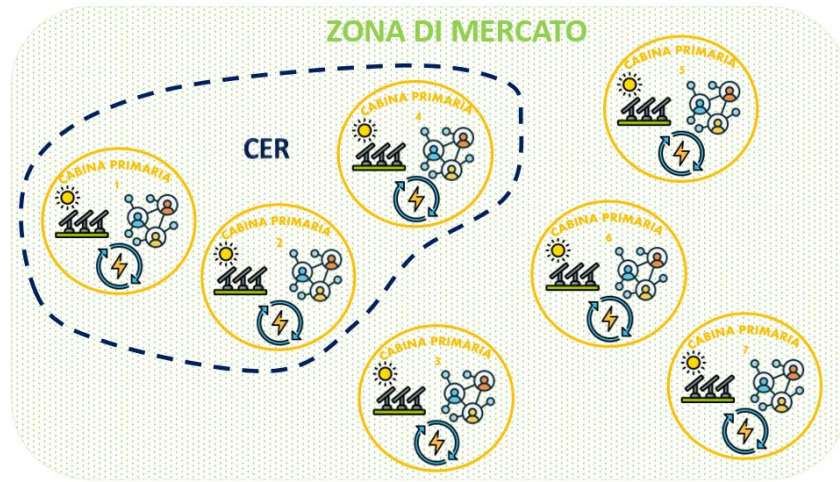 ZONA DI MERCATO
CABINA PRIMARIA
5
CABINA PRIMARIA
4
CER
CABINA PRIMARIA
1
CABINA PRIMARIA
2
CABINA PRIMARIA
6
CABINA PRIMARIA
3
CABINA PRIMARIA
7